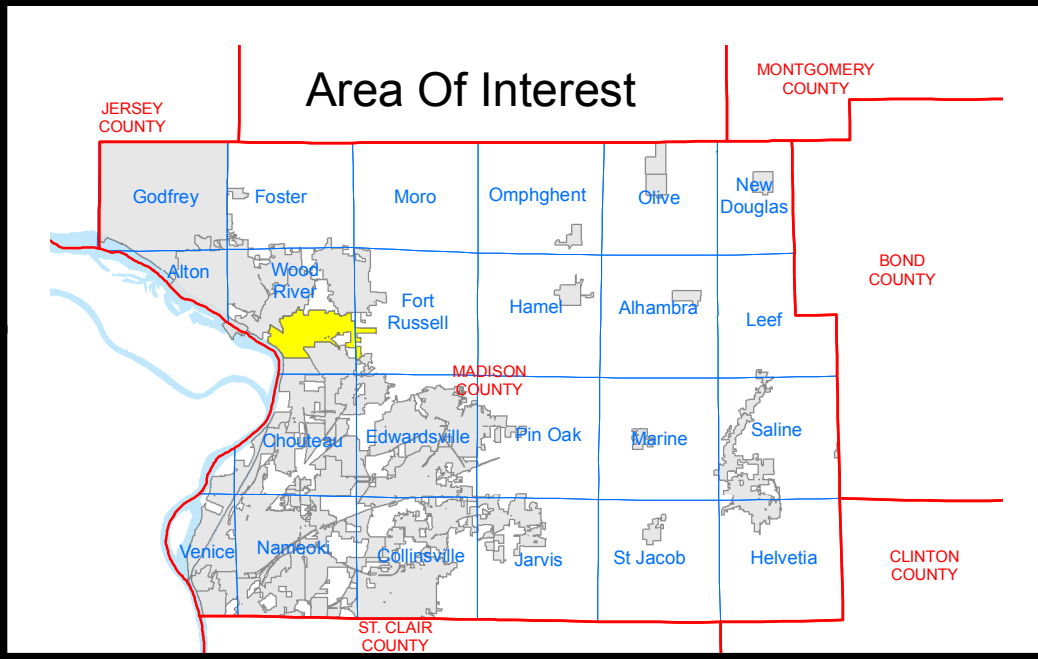 Area Of Interest
MONTGOMERY
COUNTY
JERSEY
COUNTY
Godfrey
Foster
Moro
Omphghent
Olive
New
Douglas
Alton
Wood
River
Fort
Russell
Hamel
Alhambra
Leef
BOND
COUNTY
MADISON
COUNTY
Chouteau
Edwardsville
Pin Oak
Marine
Saline
Venice
Nameoki
Collinsville
Jarvis
St Jacob
Helvetia
CLINTON
COUNTY
ST. CLAIR
COUNTY